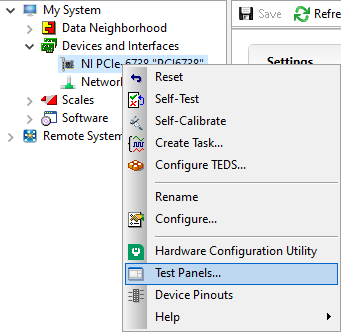 My System
Save
Refre
Data Neighborhood
Devices and Interfaces
Settings
NI PCIe-6738 "PCI6738"
Network
Reset
Self-Test
Scales
Self-Calibrate
Software
Create Task...
Remote System
Configure TEDS...
Rename
Configure...
Hardware Configuration Utility
Test Panels...
Device Pinouts
Help